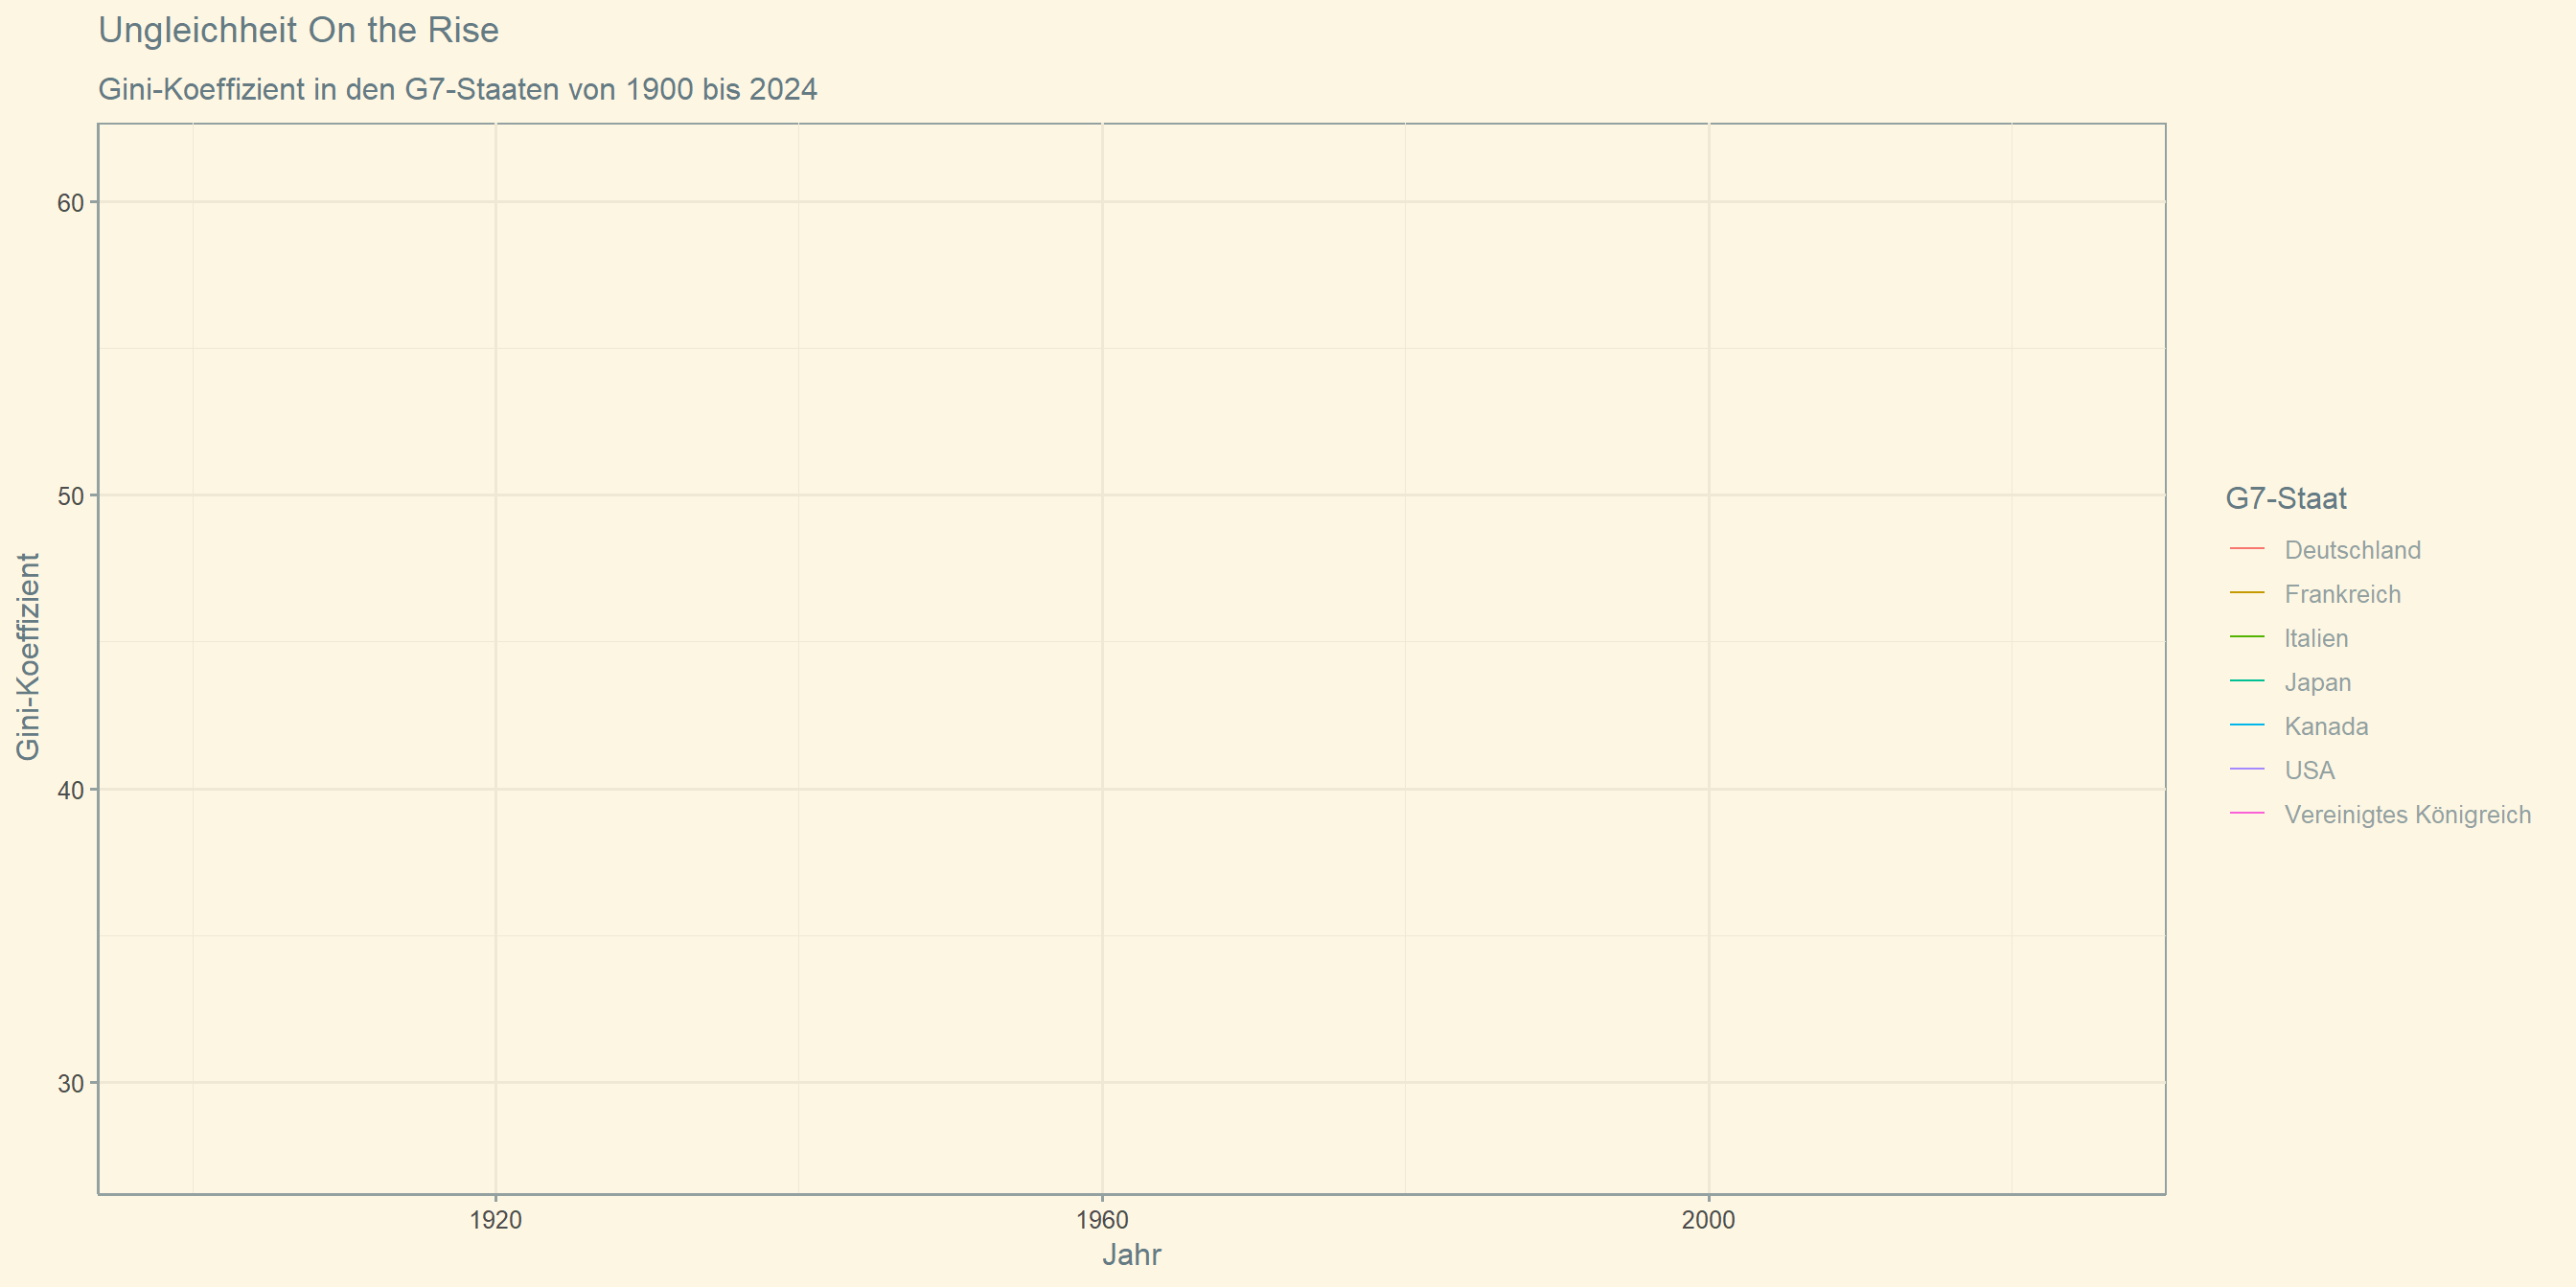 Ungleichheit On the Rise
Gini-Koeffizient in den G7-Staaten von 1900 bis 2024
60
50
40
30
Gini-Koeffizient
1920
1960
2000
Jahr
G7-Staat
Deutschland
Frankreich
Italien
Japan
Kanada
USA
Vereinigtes Königreich